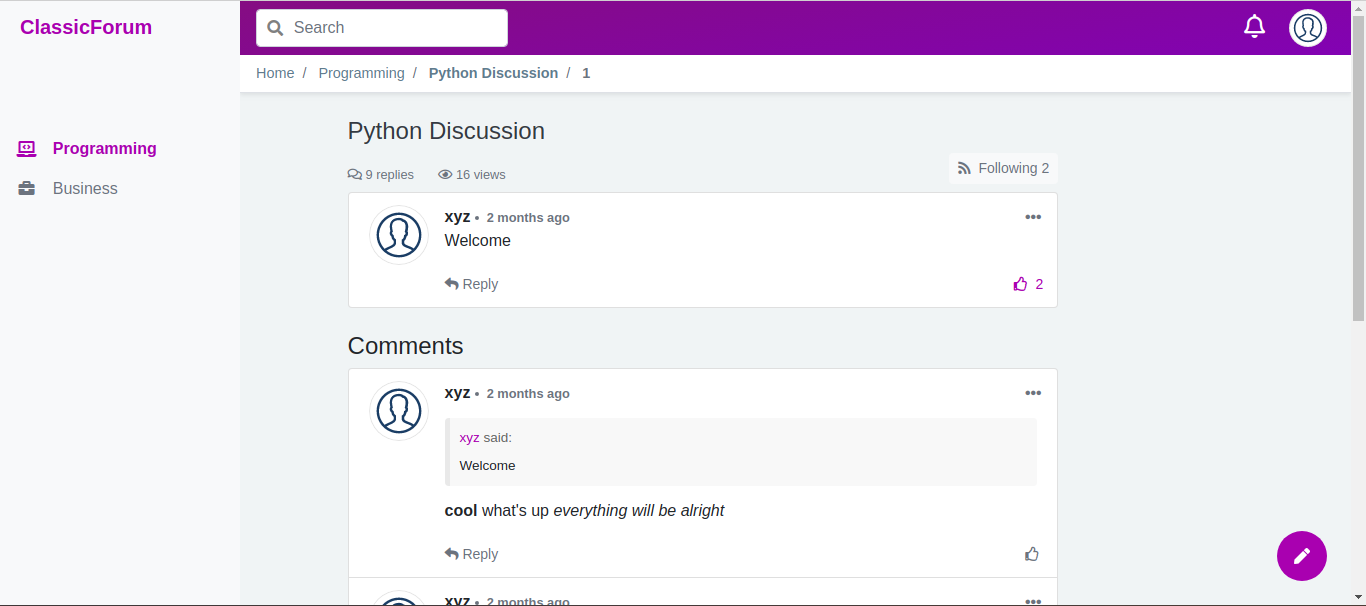 ClassicForum
Search
Home / Programming / Python Discussion / 1
Programming
Business
Python Discussion
9 replies 16 views
Following 2
xyz • 2 months ago •••
Welcome
Reply 2
Comments
xyz • 2 months ago •••
xyz said:
Welcome
cool what's up everything will be alright
Reply
xyz • 2 months ago •••